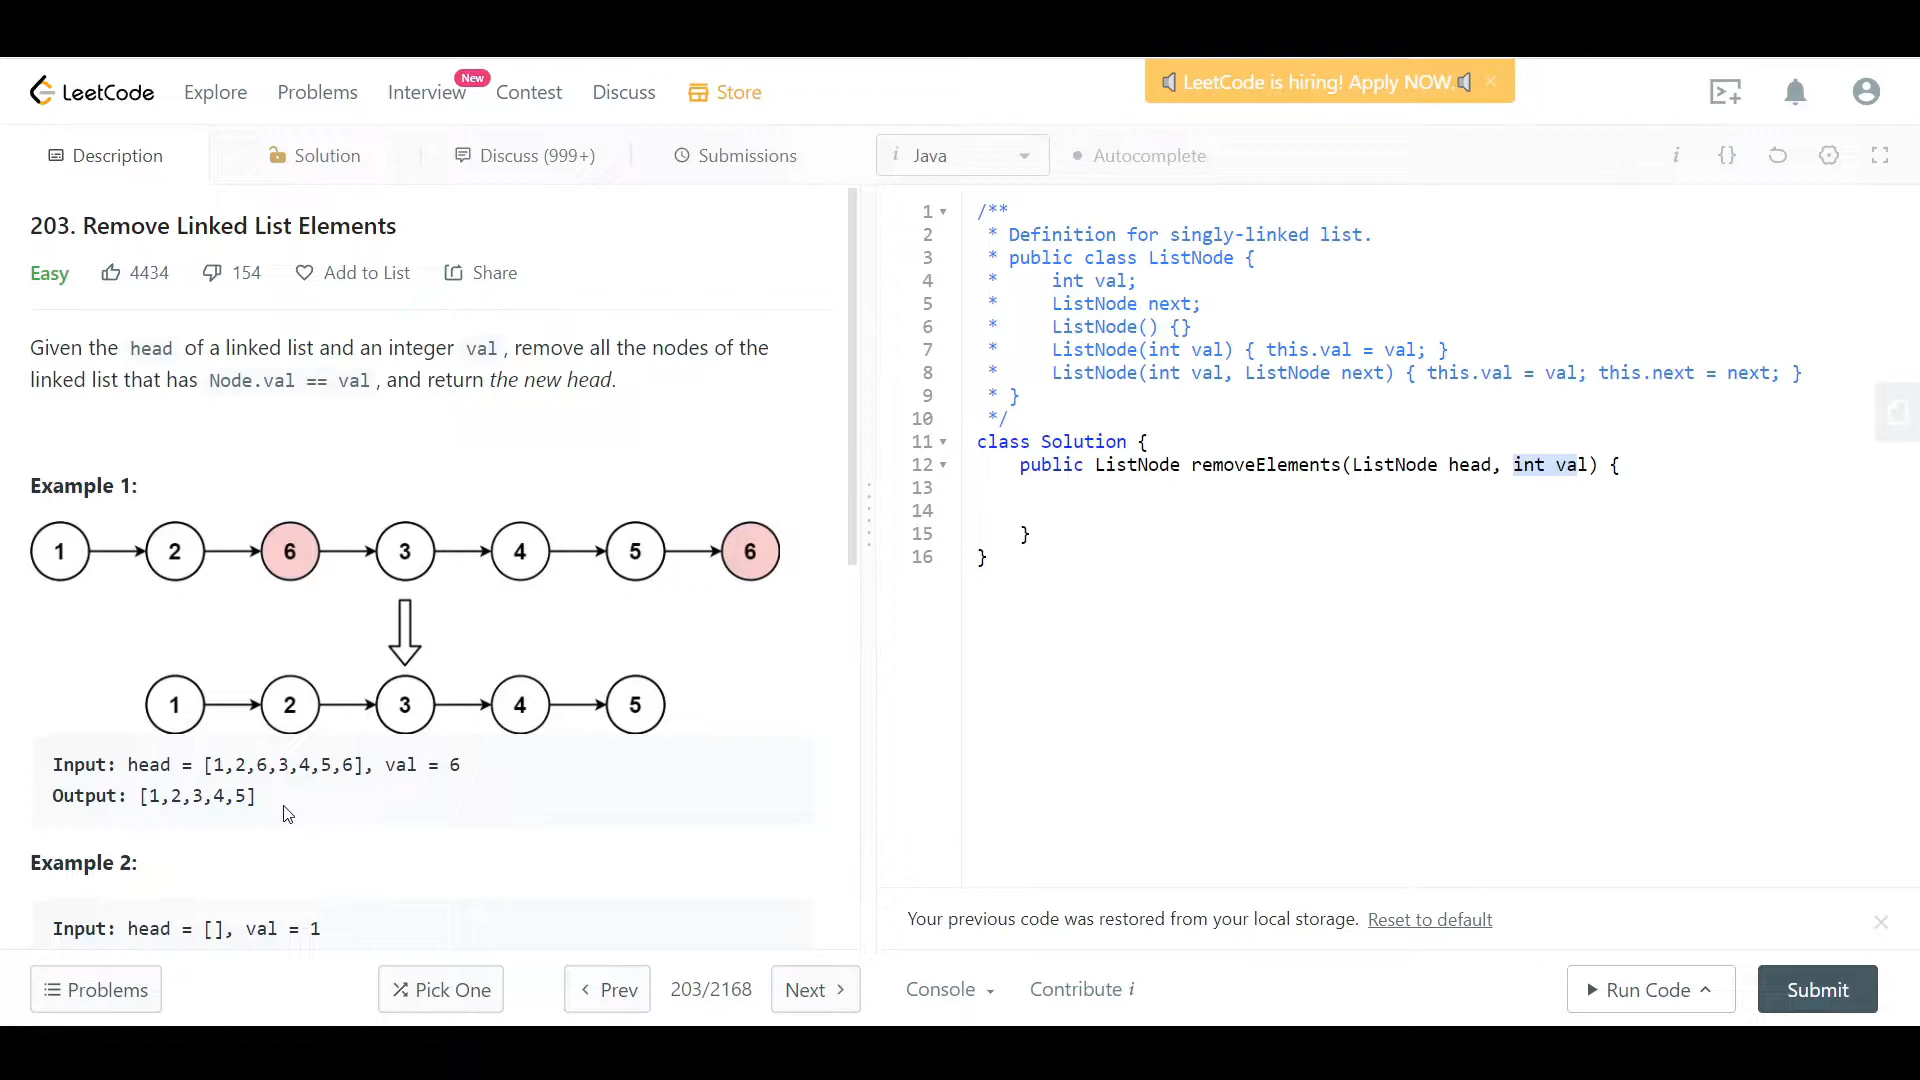 LeetCode
Explore
Problems
Interview
New
Contest
Discuss
Store
LeetCode is hiring! Apply NOW.
Description
Solution
Discuss (999+)
Submissions
i Java
Autocomplete
i {}
203. Remove Linked List Elements
Easy 4434 154 Add to List Share
Given the head of a linked list and an integer val, remove all the nodes of the
linked list that has Node.val == val, and return the new head.
Example 1:
1 2 6 3 4 5 6
1 2 3 4 5
Input: head = [1,2,6,3,4,5,6], val = 6
Output: [1,2,3,4,5]
Example 2:
Input: head = [], val = 1
1 /**
2 * Definition for singly-linked list.
3 * public class ListNode {
4 * int val;
5 * ListNode next;
6 * ListNode() {}
7 * ListNode(int val) { this.val = val; }
8 * ListNode(int val, ListNode next) { this.val = val; this.next = next; }
9 * }
10 */
11 class Solution {
12 public ListNode removeElements(ListNode head, int val) {
13
14
15 }
16 }
Your previous code was restored from your local storage. Reset to default
Problems
Pick One
Prev
203/2168
Next
Console
Contribute i
Run Code
Submit